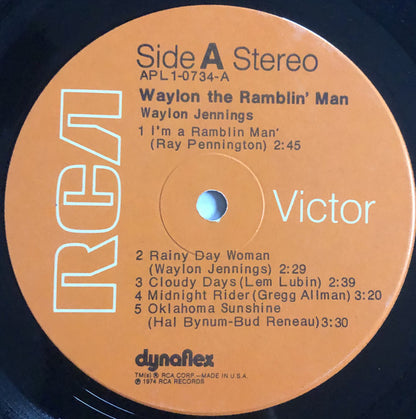 Side A Stereo
APL1-0734-A
Waylon the Ramblin' Man
Waylon Jennings
1 I'm a Ramblin Man'
(Ray Pennington) 2:45
RCA
Victor
2 Rainy Day Woman
(Waylon Jennings) 2:29
3 Cloudy Days (Lem Lubin) 2:39
4 Midnight Rider (Gregg Allman) 3:20
5 Oklahoma Sunshine
(Hal Bynum-Bud Reneau) 3:30
dynaflex
TM(s) ® RCA CORP.-MADE IN U.S.A.
℗ 1974 RCA RECORDS